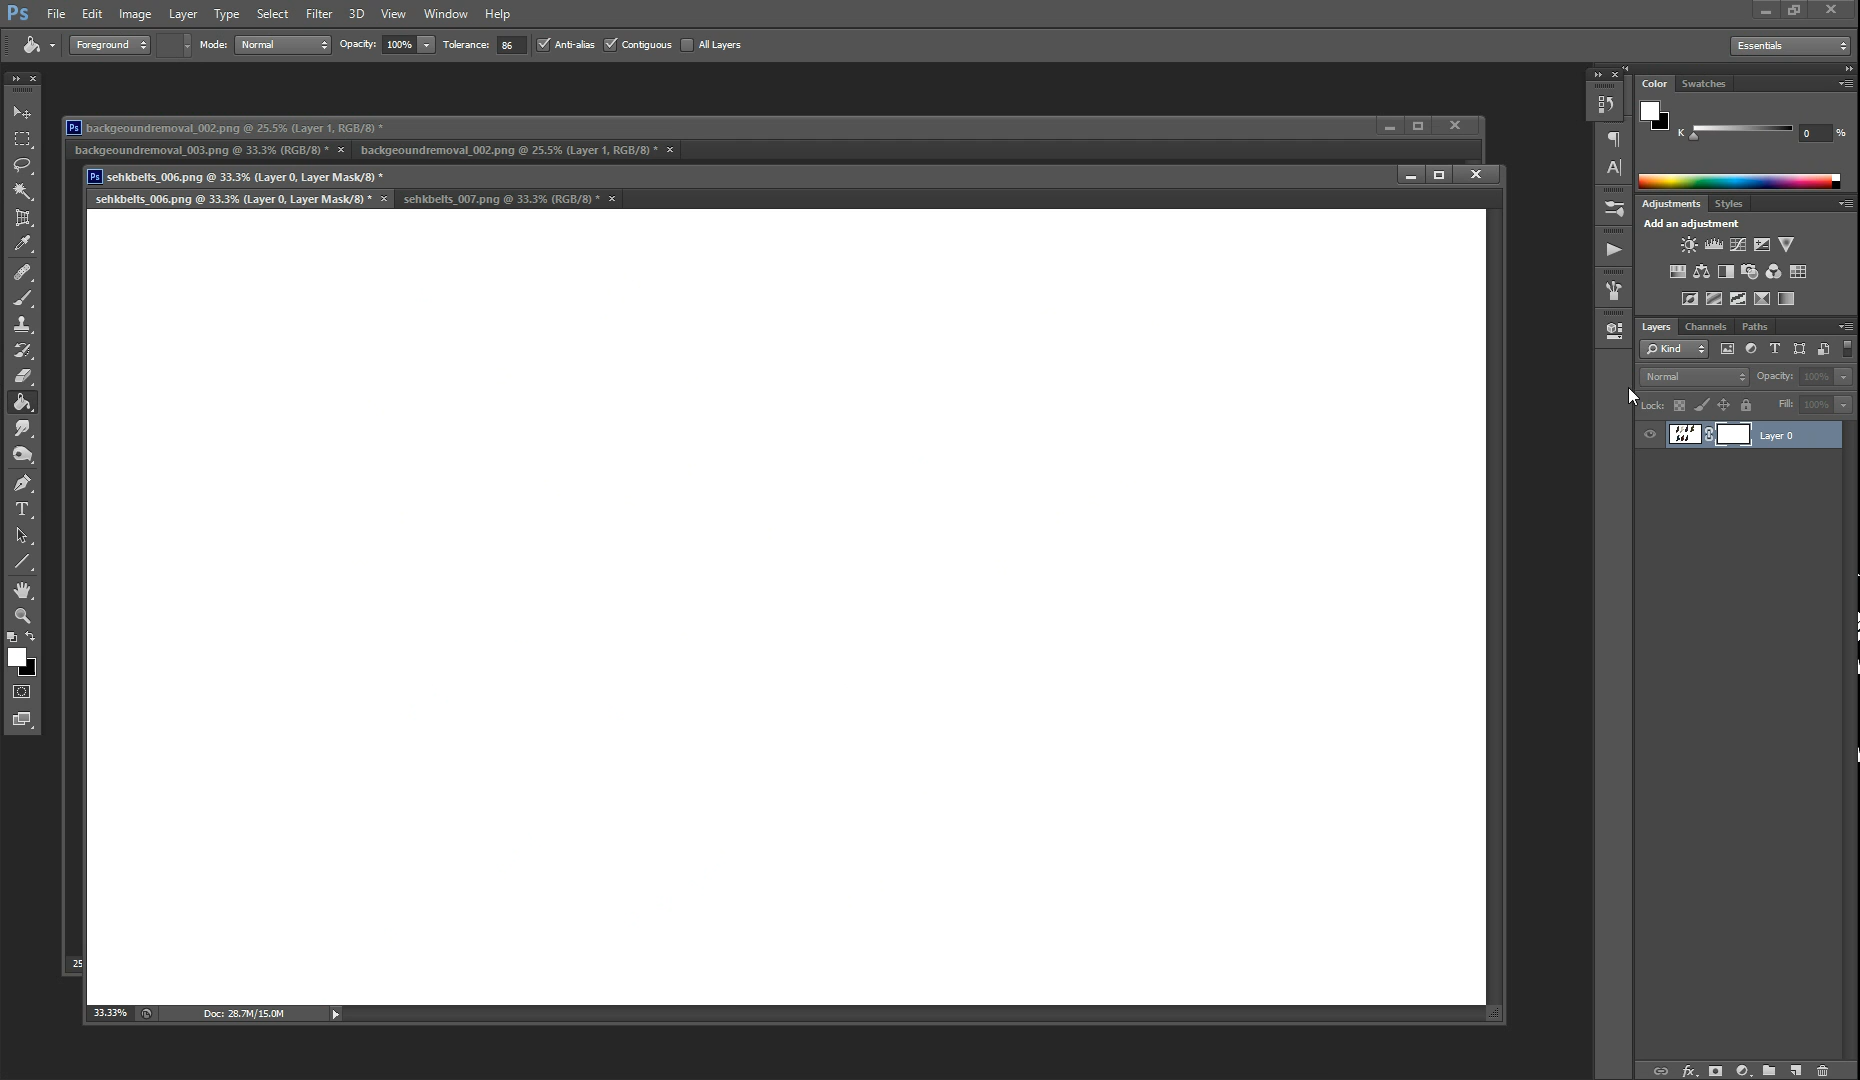 Ps File Edit Image Layer Type Select Filter 3D View Window Help
Foreground Mode: Normal Opacity: 100% Tolerance: 86 Anti-alias Contiguous All Layers Essentials
Color Swatches
K 0 %
Adjustments Styles
Add an adjustment
Layers Channels Paths
Kind
Normal Opacity: 100%
Lock: Fill: 100%
Layer 0
Ps backgeoundremoval_002.png @ 25.5% (Layer 1, RGB/8) *
backgeoundremoval_003.png @ 33.3% (RGB/8) * × backgeoundremoval_002.png @ 25.5% (Layer 1, RGB/8) * ×
Ps sehkbelts_006.png @ 33.3% (Layer 0, Layer Mask/8) *
sehkbelts_006.png @ 33.3% (Layer 0, Layer Mask/8) * × sehkbelts_007.png @ 33.3% (RGB/8) * ×
25
33.33% Doc: 28.7M/15.0M